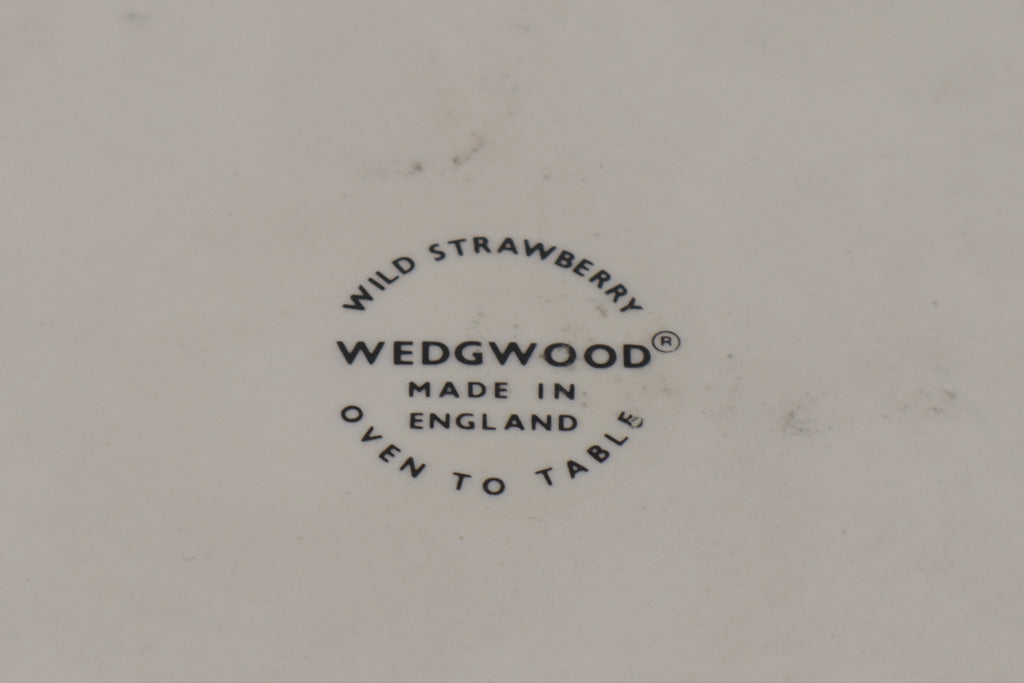 WILD STRAWBERRY
WEDGWOOD®
MADE IN
ENGLAND
OVEN TO TABLE